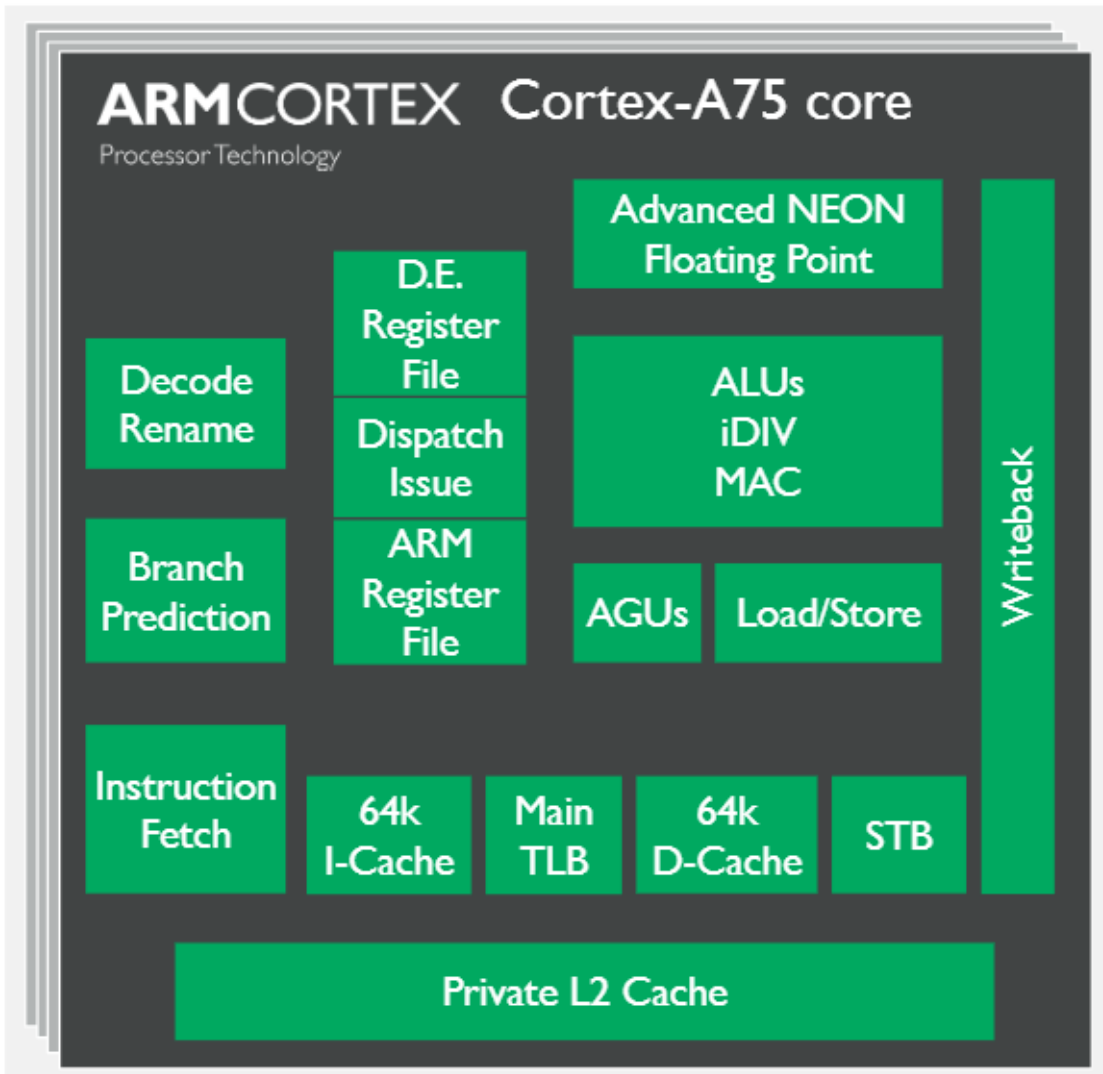 ARMCORTEX Cortex-A75 core
Processor Technology
Advanced NEON
Floating Point
D.E.
Register
File
Decode
Rename
Dispatch
Issue
ALUs
iDIV
MAC
Branch
Prediction
ARM
Register
File
AGUs
Load/Store
Writeback
Instruction
Fetch
64k
I-Cache
Main
TLB
64k
D-Cache
STB
Private L2 Cache